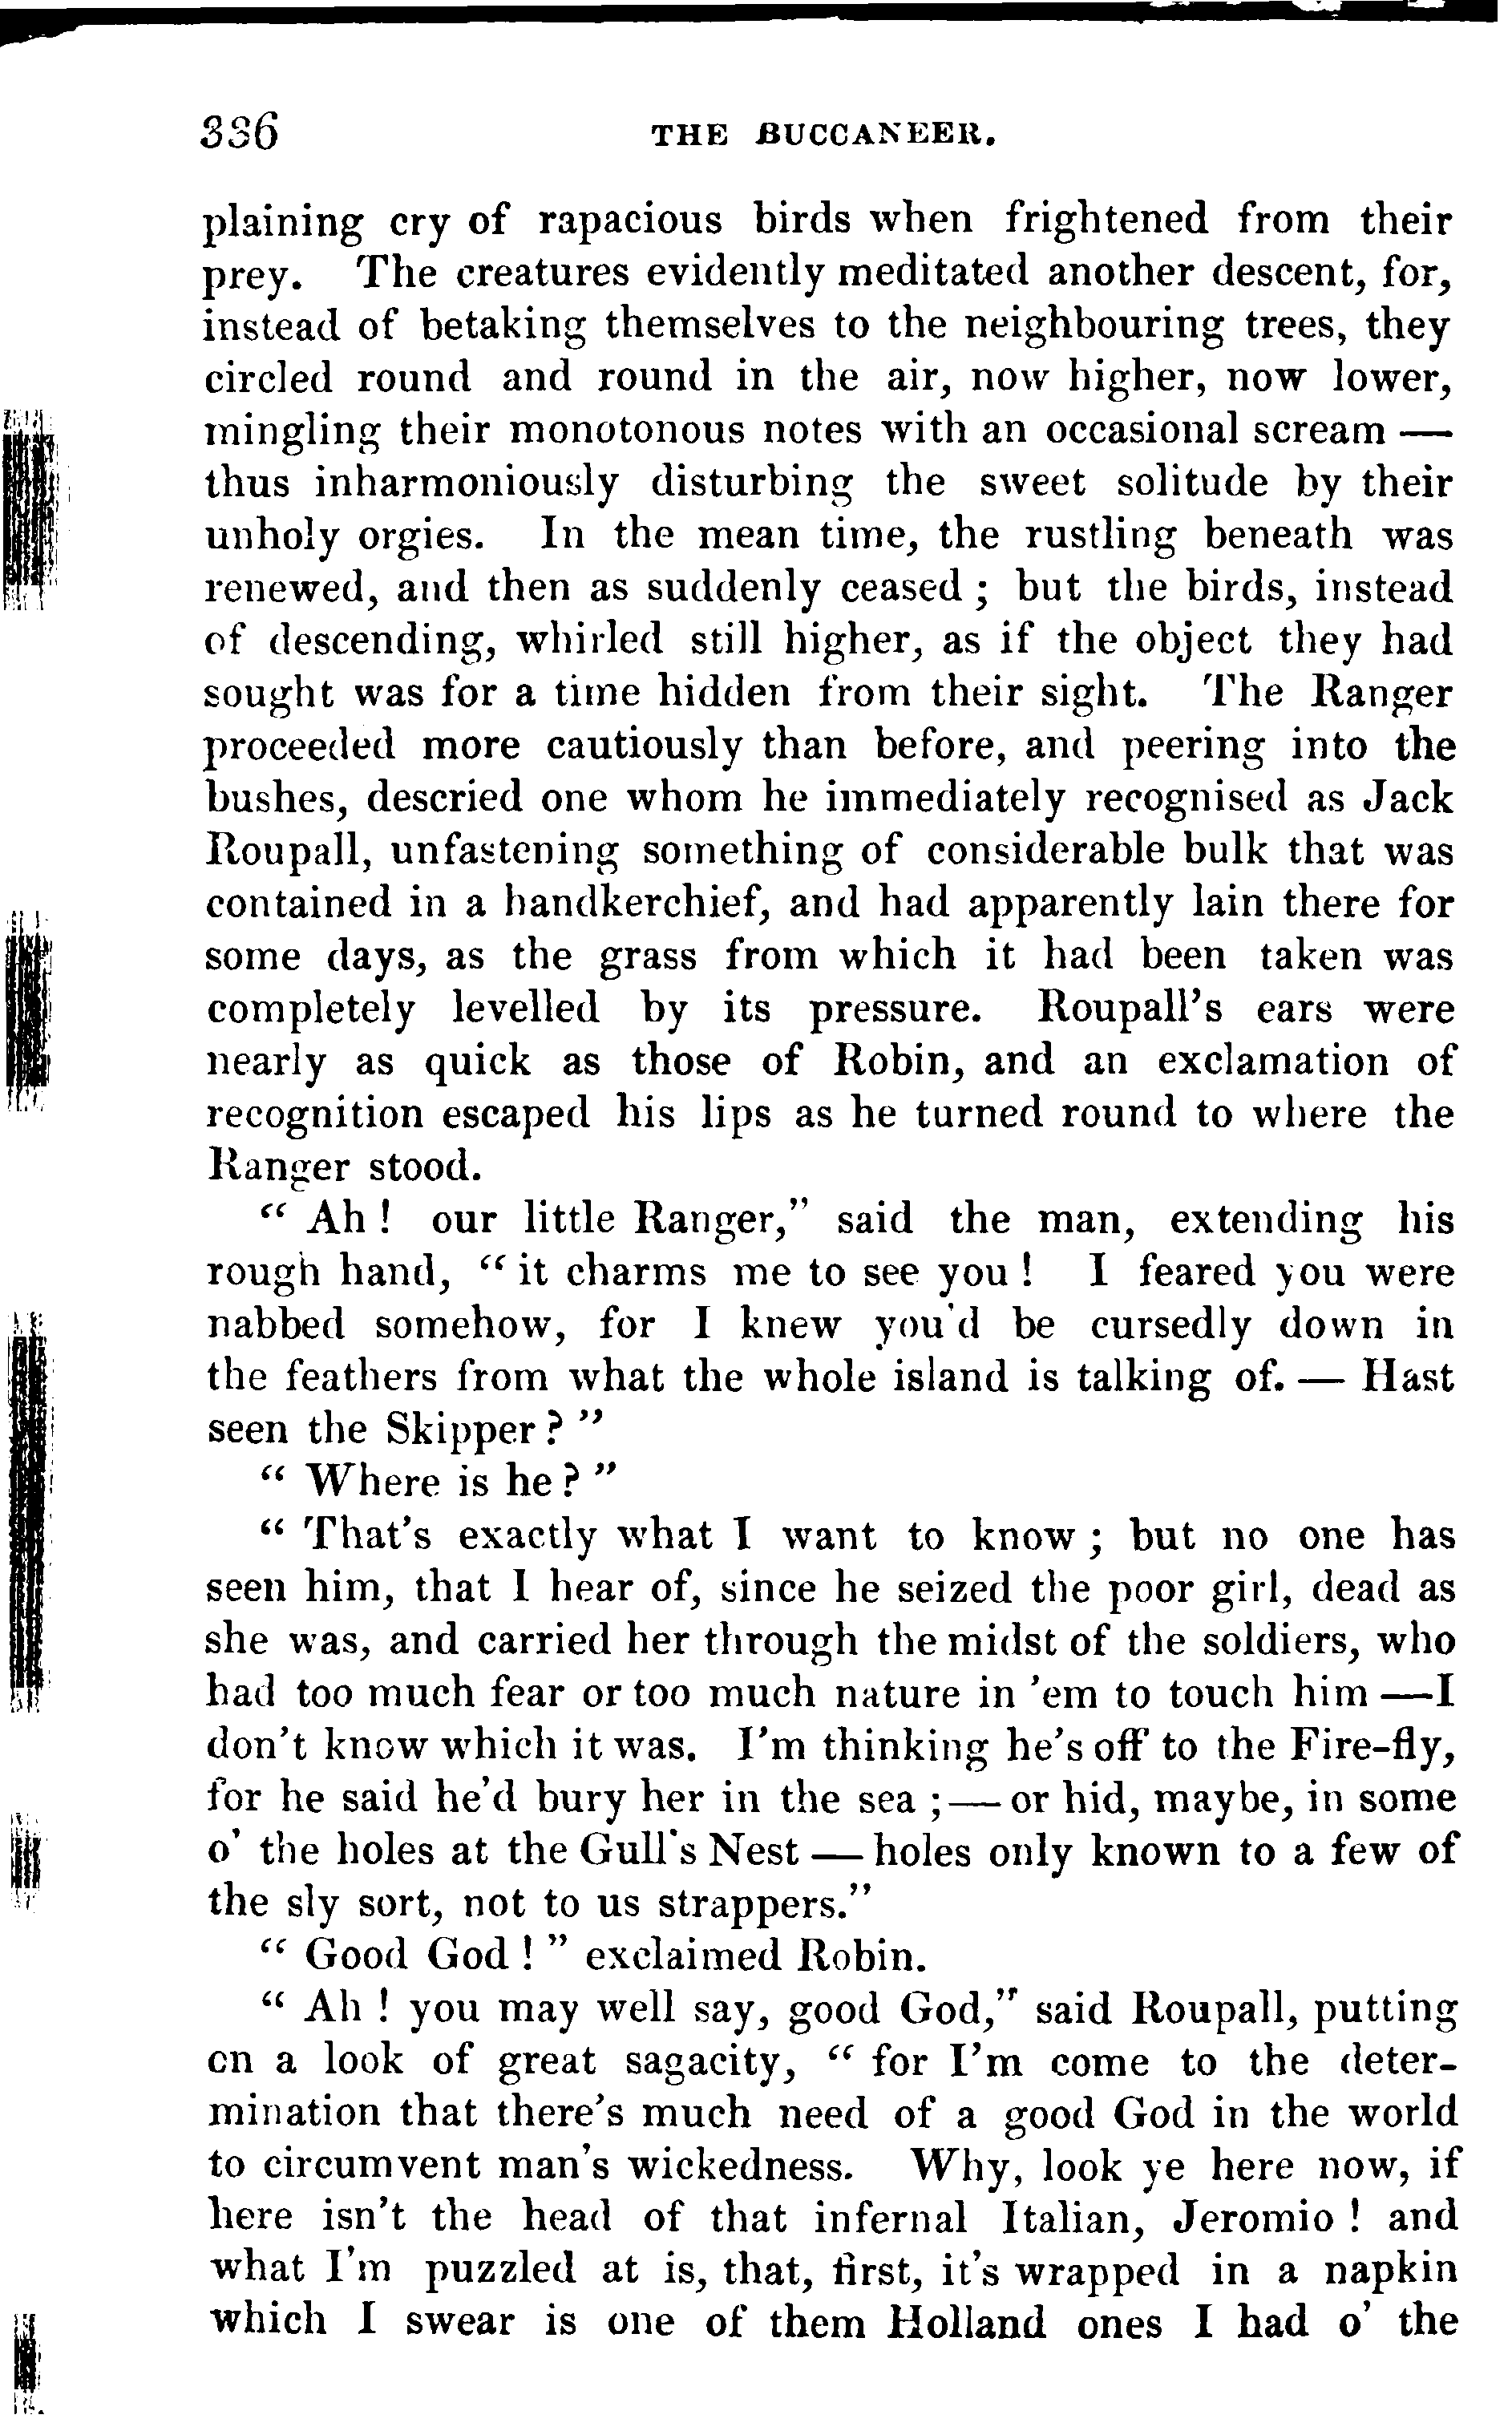 336 THE BUCCANEER.
plaining cry of rapacious birds when frightened from their
prey. The creatures evidently meditated another descent, for,
instead of betaking themselves to the neighbouring trees, they
circled round and round in the air, now higher, now lower,
mingling their monotonous notes with an occasional scream —
thus inharmoniously disturbing the sweet solitude by their
unholy orgies. In the mean time, the rustling beneath was
renewed, and then as suddenly ceased ; but the birds, instead
of descending, whirled still higher, as if the object they had
sought was for a time hidden from their sight. The Ranger
proceeded more cautiously than before, and peering into the
bushes, descried one whom he immediately recognised as Jack
Roupall, unfastening something of considerable bulk that was
contained in a handkerchief, and had apparently lain there for
some days, as the grass from which it had been taken was
completely levelled by its pressure. Roupall's ears were
nearly as quick as those of Robin, and an exclamation of
recognition escaped his lips as he turned round to where the
Ranger stood.
" Ah ! our little Ranger," said the man, extending his
rough hand, " it charms me to see you ! I feared you were
nabbed somehow, for I knew you'd be cursedly down in
the feathers from what the whole island is talking of. — Hast
seen the Skipper ? "
" Where is he ? "
" That's exactly what I want to know ; but no one has
seen him, that I hear of, since he seized the poor girl, dead as
she was, and carried her through the midst of the soldiers, who
had too much fear or too much nature in 'em to touch him —I
don't know which it was. I'm thinking he's off to the Fire-fly,
for he said he'd bury her in the sea ; — or hid, maybe, in some
o' the holes at the Gull's Nest — holes only known to a few of
the sly sort, not to us strappers."
" Good God ! " exclaimed Robin.
" Ah ! you may well say, good God," said Roupall, putting
on a look of great sagacity, " for I'm come to the deter-
mination that there's much need of a good God in the world
to circumvent man's wickedness. Why, look ye here now, if
here isn't the head of that infernal Italian, Jeromio ! and
what I'm puzzled at is, that, first, it's wrapped in a napkin
which I swear is one of them Holland ones I had o' the